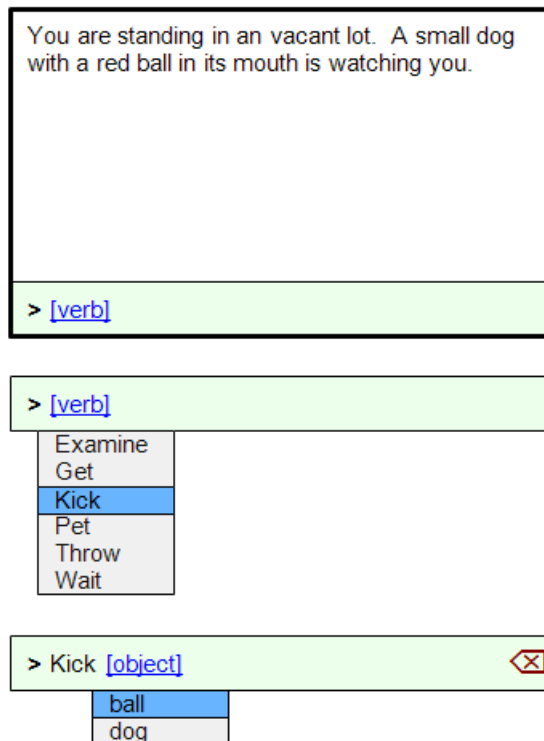 You are standing in an vacant lot.  A small dog
with a red ball in its mouth is watching you.
> [verb]
> [verb]
Examine
Get
Kick
Pet
Throw
Wait
> Kick [object]
ball
dog